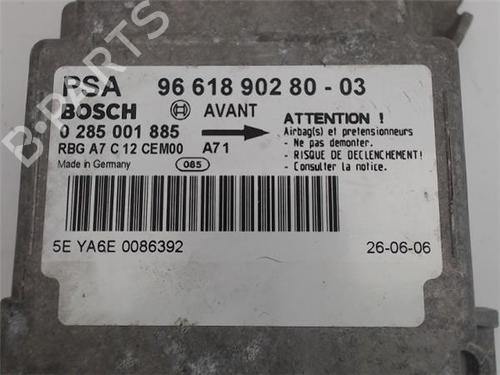 B-PARTS
PSA 96 618 902 80 - 03
BOSCH AVANT
0 285 001 885
RBG A7 C 12 CEM00 A71
Made in Germany 085
ATTENTION !
Airbag(s) et pretensionneurs
- Ne pas demonter.
- RISQUE DE DECLENCHEMENT!
- Consulter la notice.
5E YA6E 0086392 26-06-06